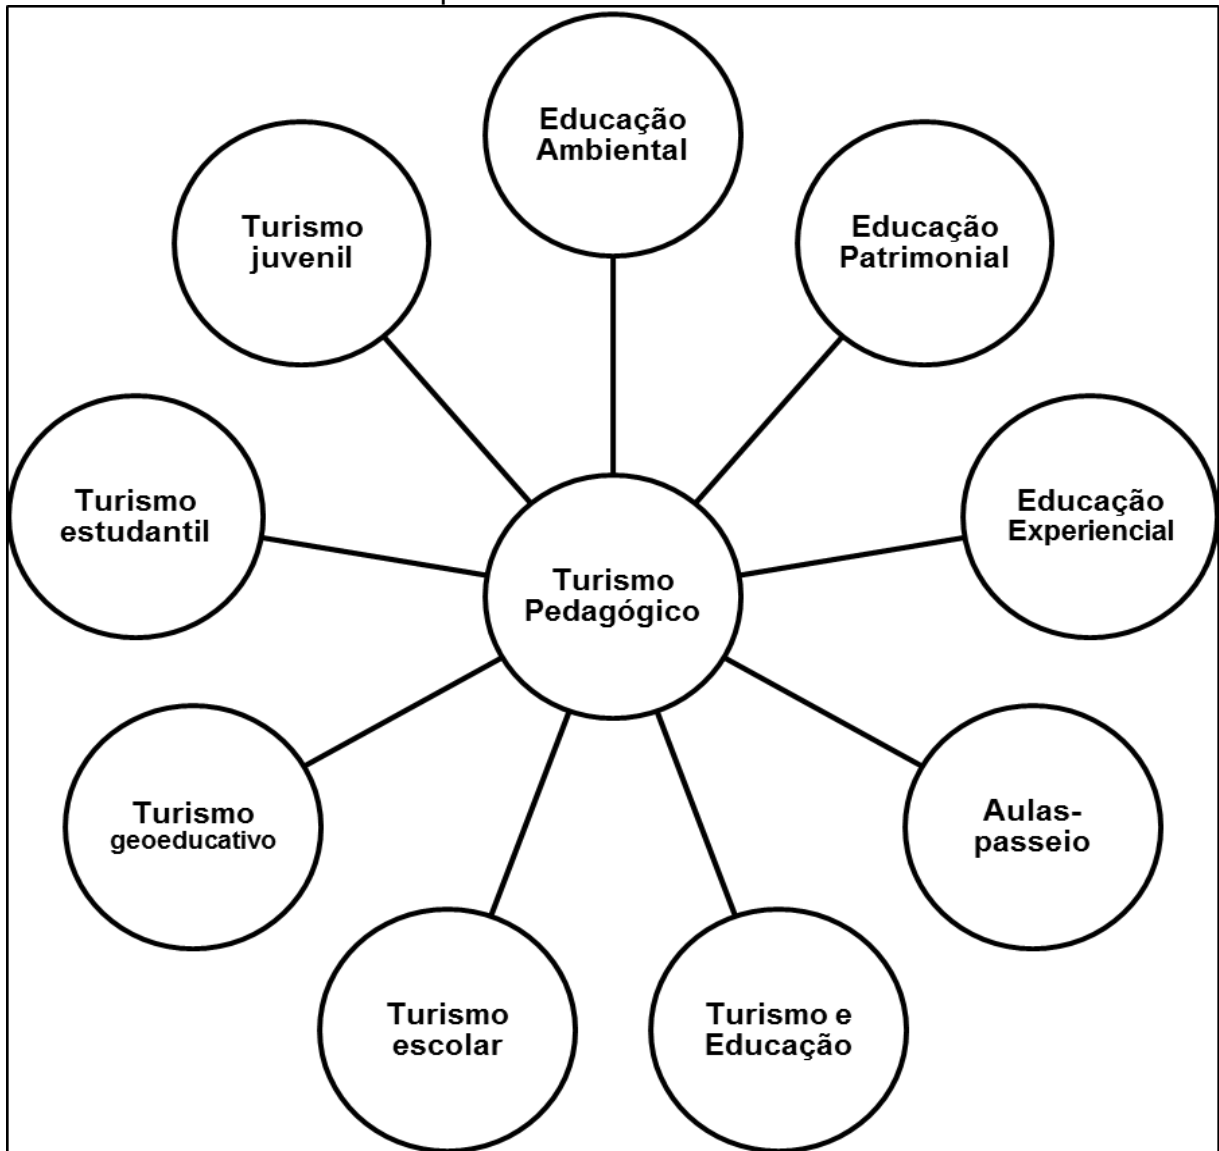 Educação
Ambiental
Educação
Patrimonial
Educação
Experiencial
Aulas-
passeio
Turismo e
Educação
Turismo
escolar
Turismo
geoeducativo
Turismo
estudantil
Turismo
juvenil
Turismo
Pedagógico